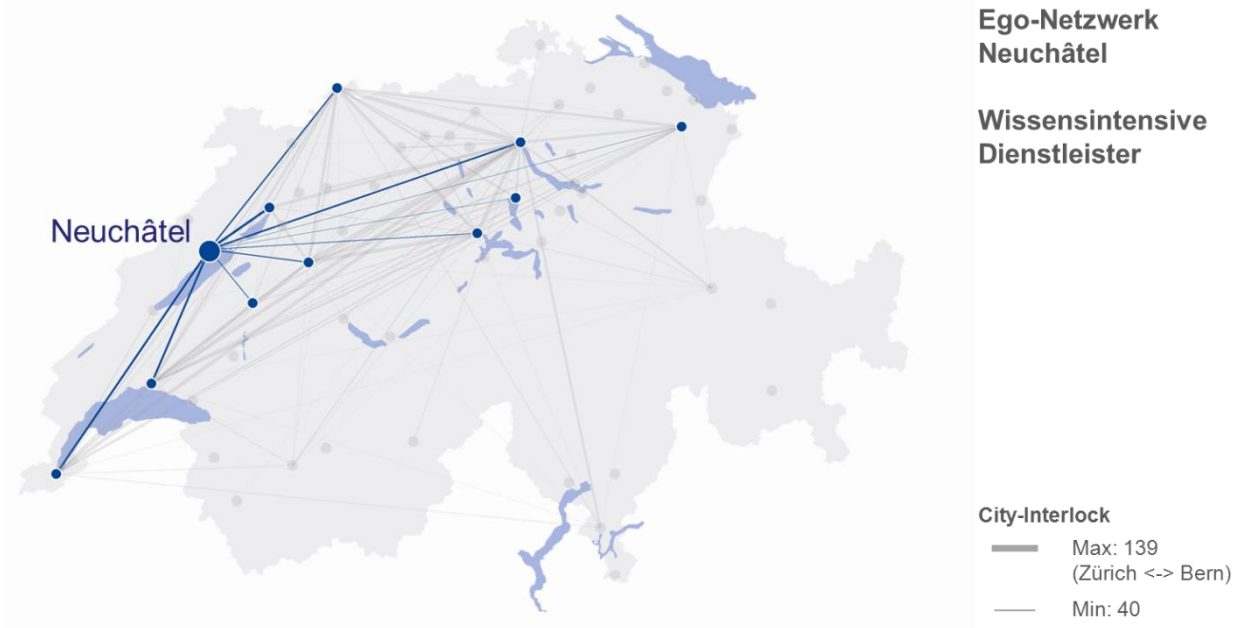 Ego-Netzwerk
Neuchâtel
Wissensintensive
Dienstleister
Neuchâtel
City-Interlock
Max: 139
(Zürich <-> Bern)
Min: 40